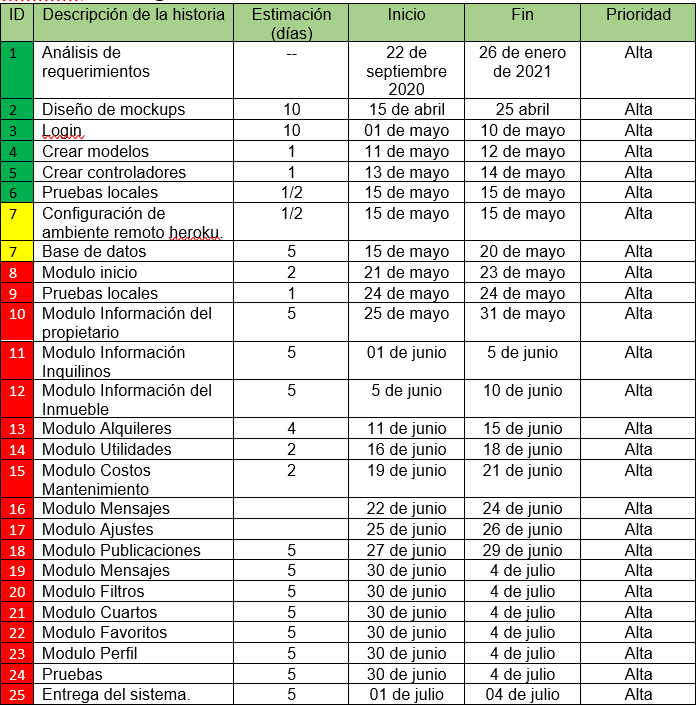 ID Descripción de la historia Estimación (días) Inicio Fin Prioridad
1 Análisis de requerimientos -- 22 de septiembre 2020 26 de enero de 2021 Alta
2 Diseño de mockups 10 15 de abril 25 abril Alta
3 Login 10 01 de mayo 10 de mayo Alta
4 Crear modelos 1 11 de mayo 12 de mayo Alta
5 Crear controladores 1 13 de mayo 14 de mayo Alta
6 Pruebas locales 1/2 15 de mayo 15 de mayo Alta
7 Configuración de ambiente remoto heroku. 1/2 15 de mayo 15 de mayo Alta
7 Base de datos 5 15 de mayo 20 de mayo Alta
8 Modulo inicio 2 21 de mayo 23 de mayo Alta
9 Pruebas locales 1 24 de mayo 24 de mayo Alta
10 Modulo Información del propietario 5 25 de mayo 31 de mayo Alta
11 Modulo Información Inquilinos 5 01 de junio 5 de junio Alta
12 Modulo Información del Inmueble 5 5 de junio 10 de junio Alta
13 Modulo Alquileres 4 11 de junio 15 de junio Alta
14 Modulo Utilidades 2 16 de junio 18 de junio Alta
15 Modulo Costos Mantenimiento 2 19 de junio 21 de junio Alta
16 Modulo Mensajes 22 de junio 24 de junio Alta
17 Modulo Ajustes 25 de junio 26 de junio Alta
18 Modulo Publicaciones 5 27 de junio 29 de junio Alta
19 Modulo Mensajes 5 30 de junio 4 de julio Alta
20 Modulo Filtros 5 30 de junio 4 de julio Alta
21 Modulo Cuartos 5 30 de junio 4 de julio Alta
22 Modulo Favoritos 5 30 de junio 4 de julio Alta
23 Modulo Perfil 5 30 de junio 4 de julio Alta
24 Pruebas 5 30 de junio 4 de julio Alta
25 Entrega del sistema. 5 01 de julio 04 de julio Alta